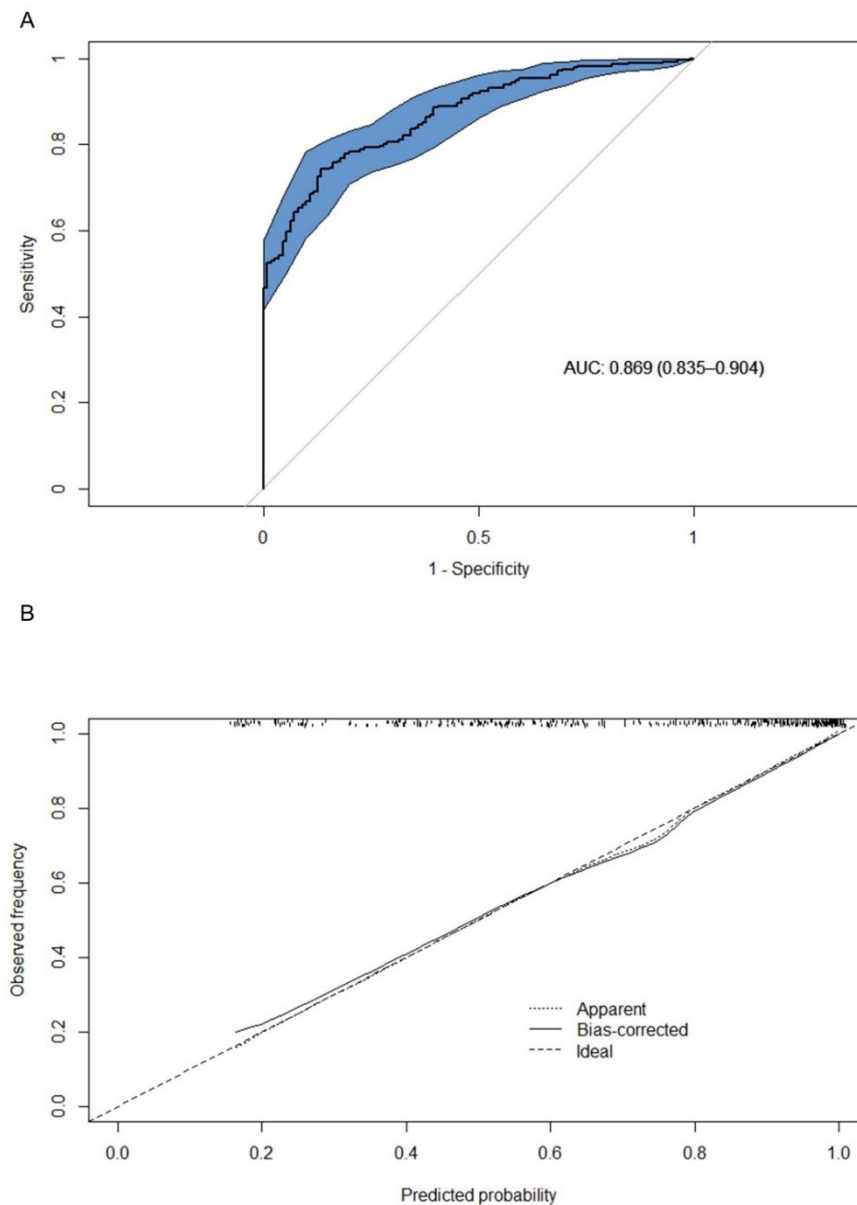 A
1
0.8
0.6
0.4
0.2
0
Sensitivity
AUC: 0.869 (0.835–0.904)
0 0.5 1
1 - Specificity
B
1.0
0.8
0.6
0.4
0.2
0.0
Observed frequency
Apparent
Bias-corrected
Ideal
0.0 0.2 0.4 0.6 0.8 1.0
Predicted probability